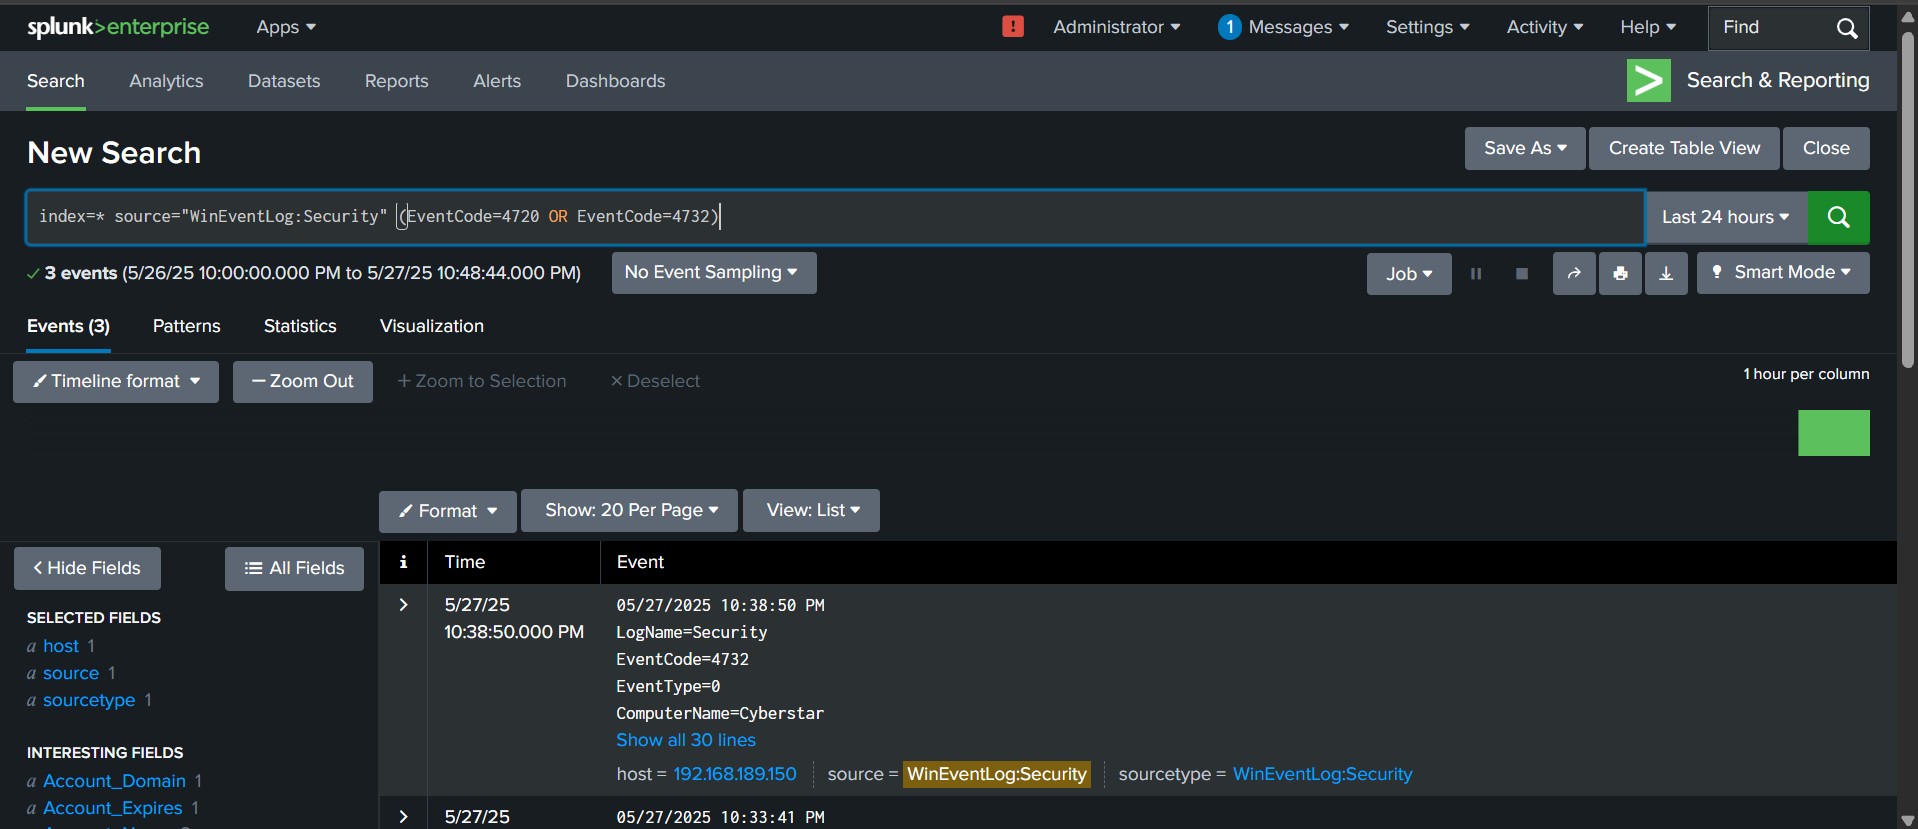 splunk>enterprise Apps ! Administrator 1 Messages Settings Activity Help Find
Search Analytics Datasets Reports Alerts Dashboards Search & Reporting
New Search Save As Create Table View Close
index=* source="WinEventLog:Security" (EventCode=4720 OR EventCode=4732) Last 24 hours
3 events (5/26/25 10:00:00.000 PM to 5/27/25 10:48:44.000 PM) No Event Sampling Job Smart Mode
Events (3) Patterns Statistics Visualization
Timeline format Zoom Out Zoom to Selection Deselect 1 hour per column
Format Show: 20 Per Page View: List
Hide Fields All Fields
i Time Event
SELECTED FIELDS
a host 1
a source 1
a sourcetype 1
INTERESTING FIELDS
a Account_Domain 1
a Account_Expires 1
5/27/25
10:38:50.000 PM
05/27/2025 10:38:50 PM
LogName=Security
EventCode=4732
EventType=0
ComputerName=Cyberstar
Show all 30 lines
host = 192.168.189.150 source = WinEventLog:Security sourcetype = WinEventLog:Security
5/27/25 05/27/2025 10:33:41 PM